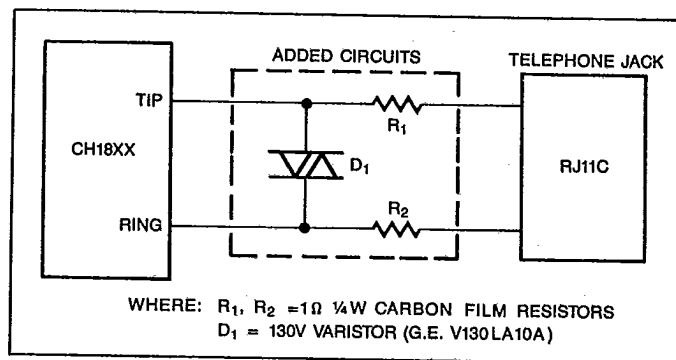 ADDED CIRCUITS
TELEPHONE JACK
TIP
R1
CH18XX
D1
RJ11C
RING
R2
WHERE: R1, R2 =1Ω ¼W CARBON FILM RESISTORS
D1 = 130V VARISTOR (G.E. V130LA10A)